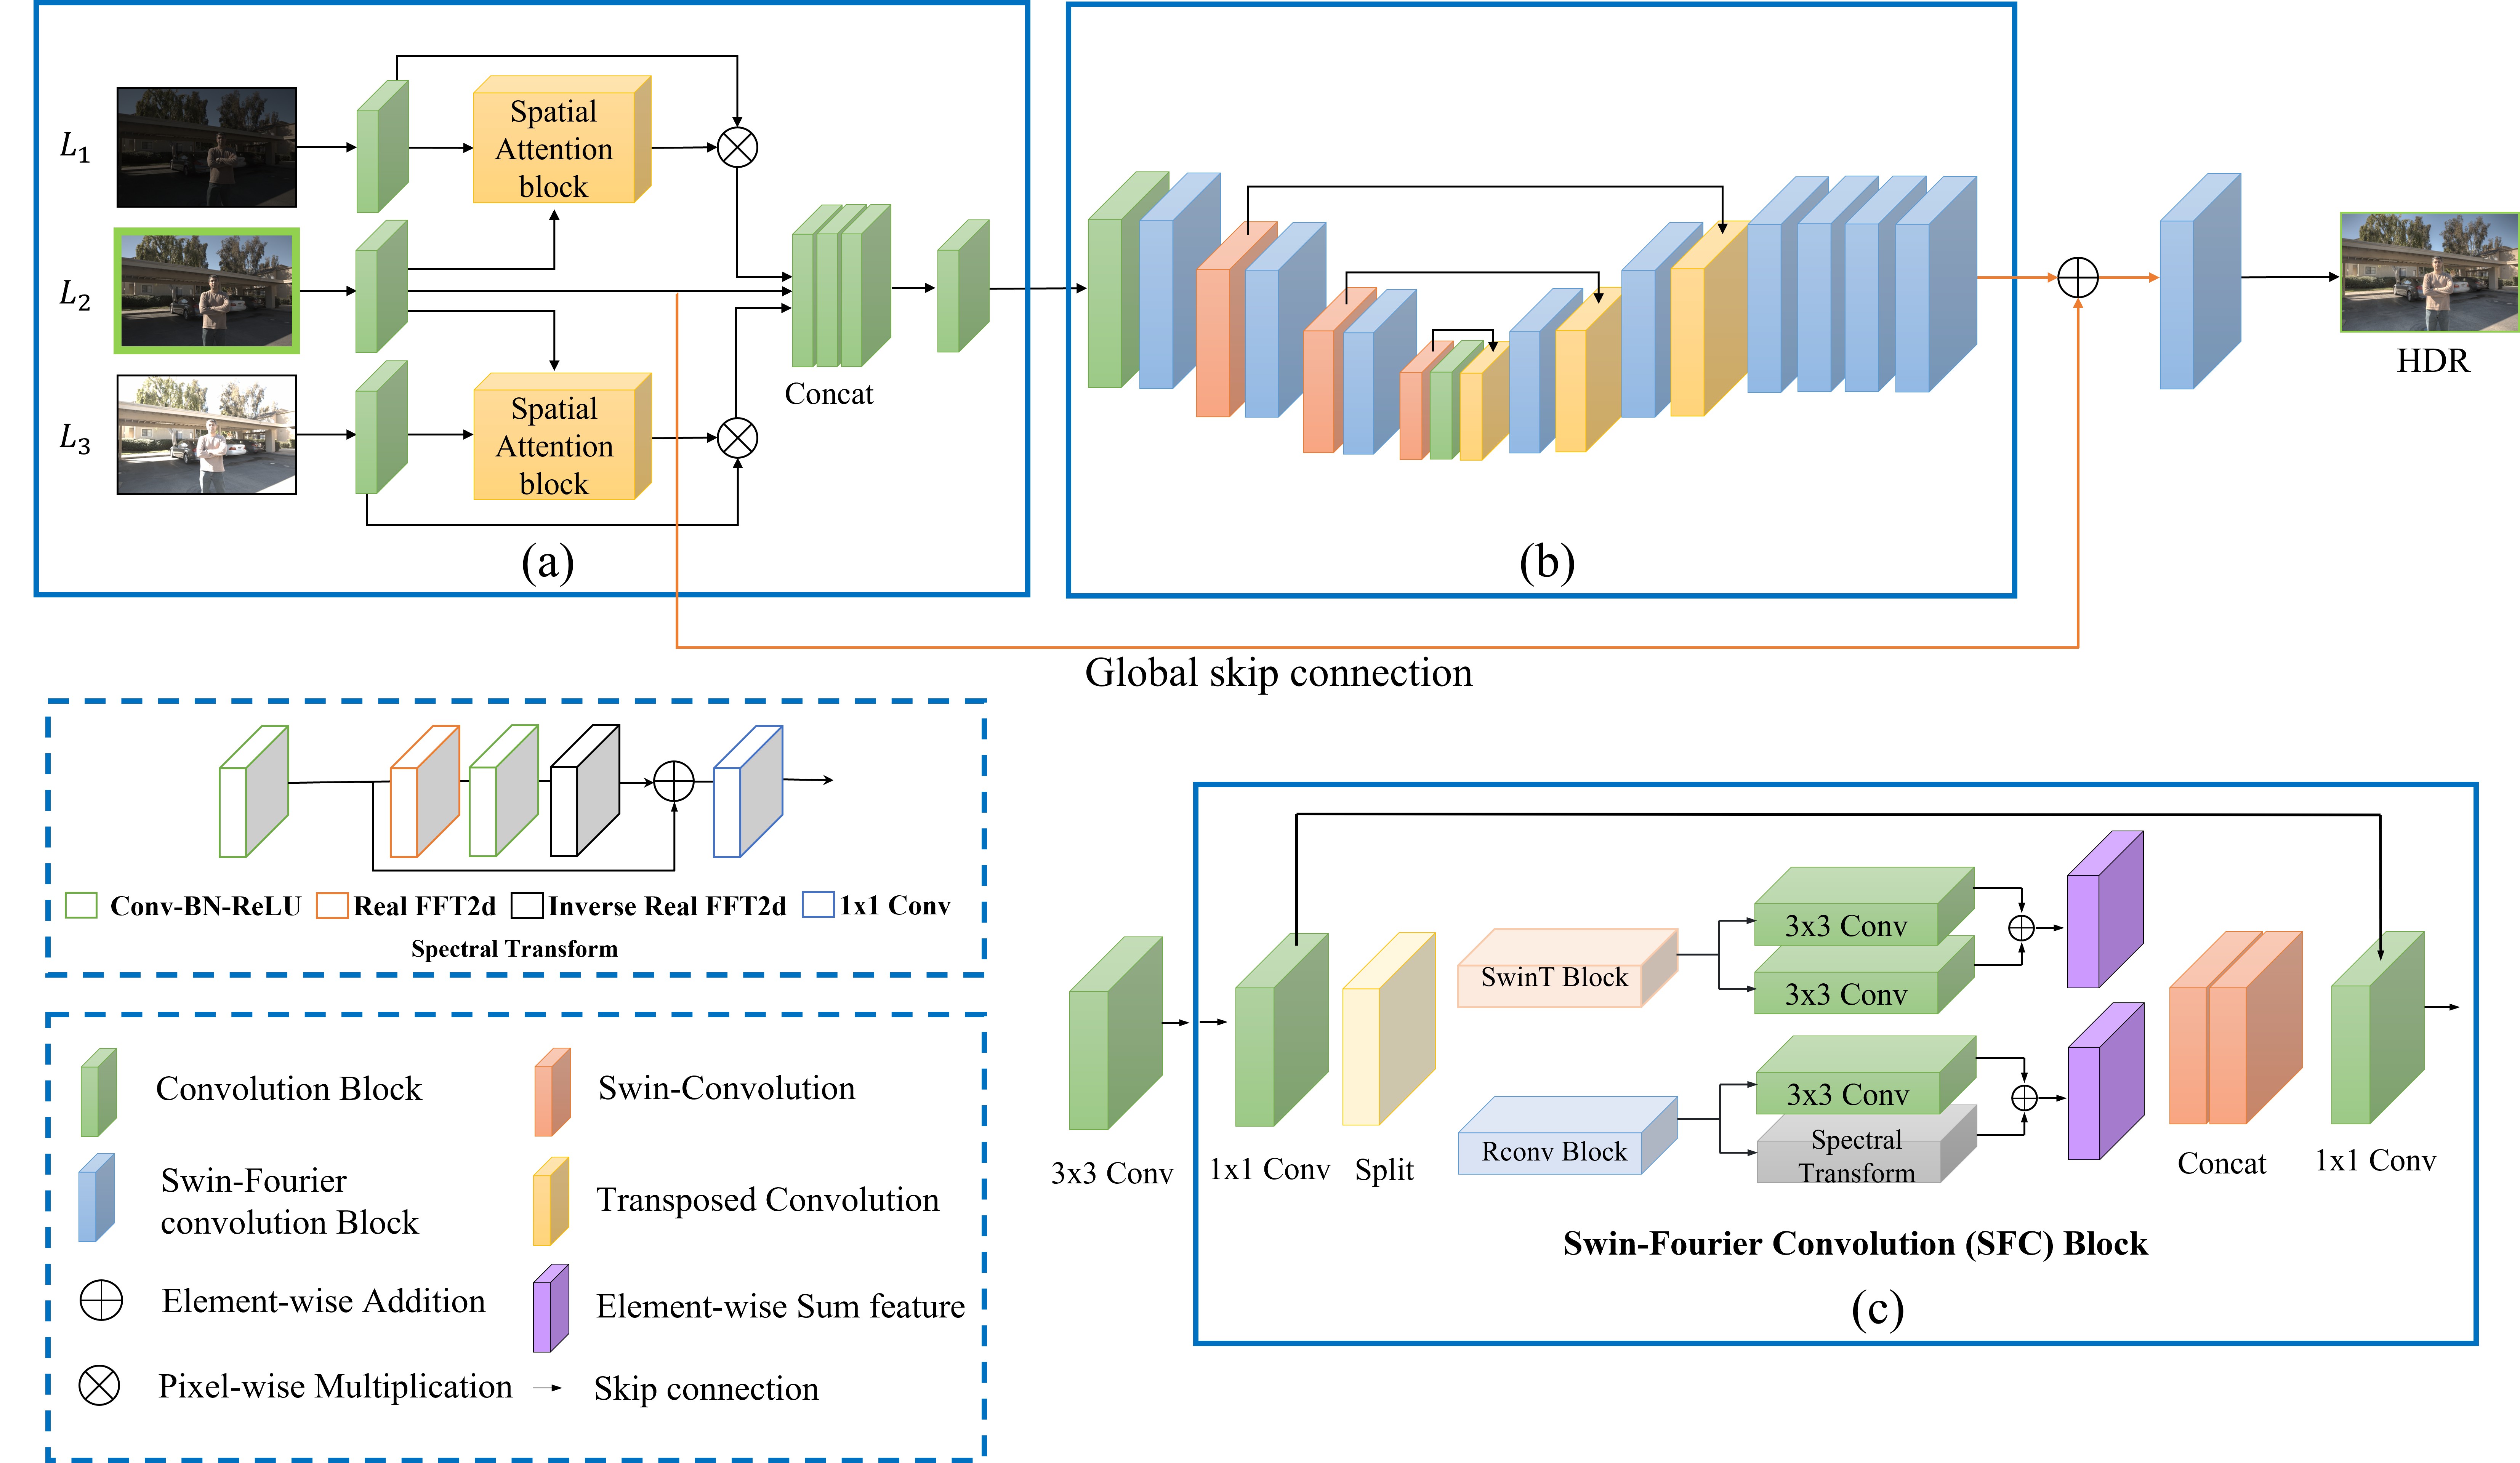 L₁
Spatial
Attention
block
L₂
L₃
Spatial
Attention
block
Concat
(a)
(b)
HDR
Global skip connection
Conv-BN-ReLU
Real FFT2d
Inverse Real FFT2d
1x1 Conv
Spectral Transform
Convolution Block
Swin-Convolution
Swin-Fourier
convolution Block
Transposed Convolution
Element-wise Addition
Element-wise Sum feature
Pixel-wise Multiplication
Skip connection
3x3 Conv
1x1 Conv
Split
SwinT Block
3x3 Conv
3x3 Conv
Rconv Block
3x3 Conv
Spectral
Transform
Concat
1x1 Conv
Swin-Fourier Convolution (SFC) Block
(c)